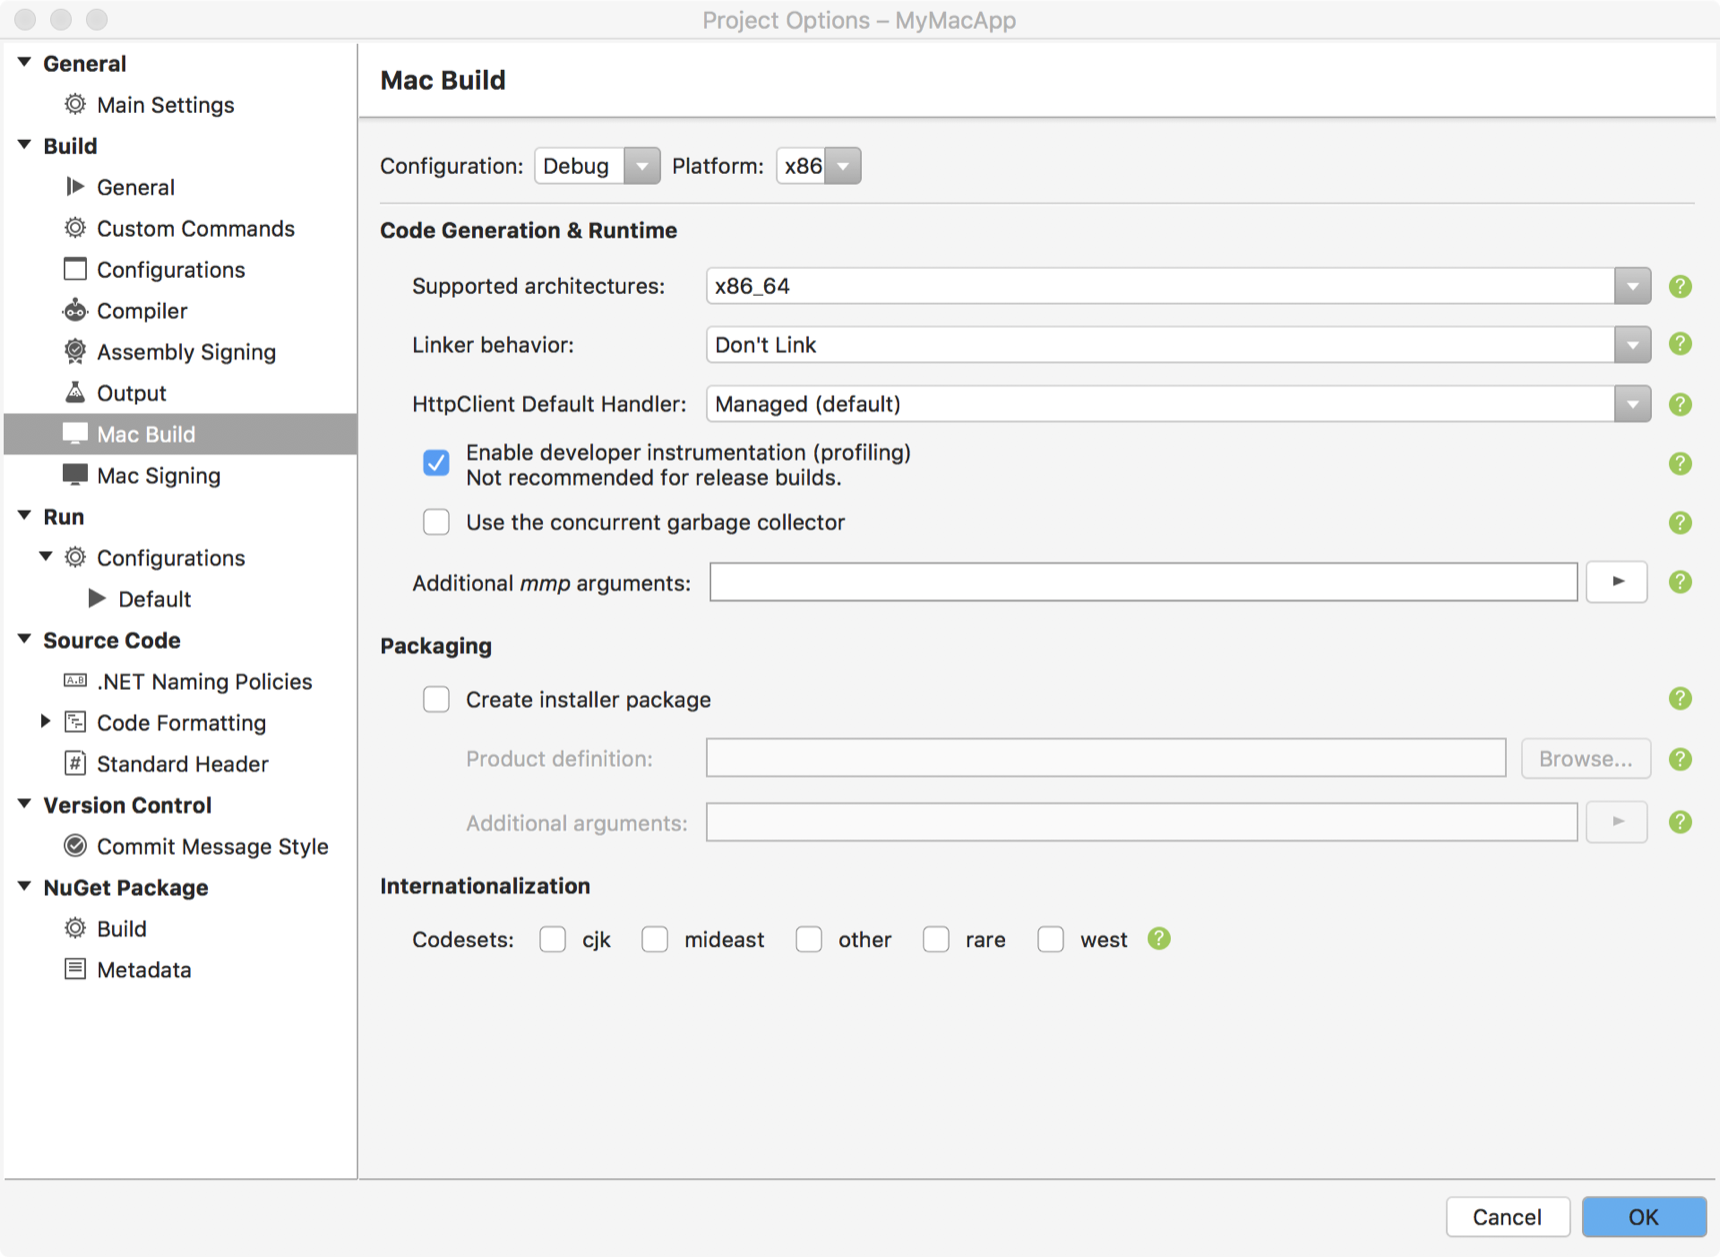 Project Options – MyMacApp
General
Main Settings
Build
General
Custom Commands
Configurations
Compiler
Assembly Signing
Output
Mac Build
Mac Signing
Run
Configurations
Default
Source Code
A.B .NET Naming Policies
Code Formatting
# Standard Header
Version Control
Commit Message Style
NuGet Package
Build
Metadata
Mac Build
Configuration: Debug Platform: x86
Code Generation & Runtime
Supported architectures: x86_64 ?
Linker behavior: Don't Link ?
HttpClient Default Handler: Managed (default) ?
Enable developer instrumentation (profiling)
Not recommended for release builds. ?
Use the concurrent garbage collector ?
Additional mmp arguments: ?
Packaging
Create installer package ?
Product definition: Browse... ?
Additional arguments: ?
Internationalization
Codesets: cjk mideast other rare west ?
Cancel OK